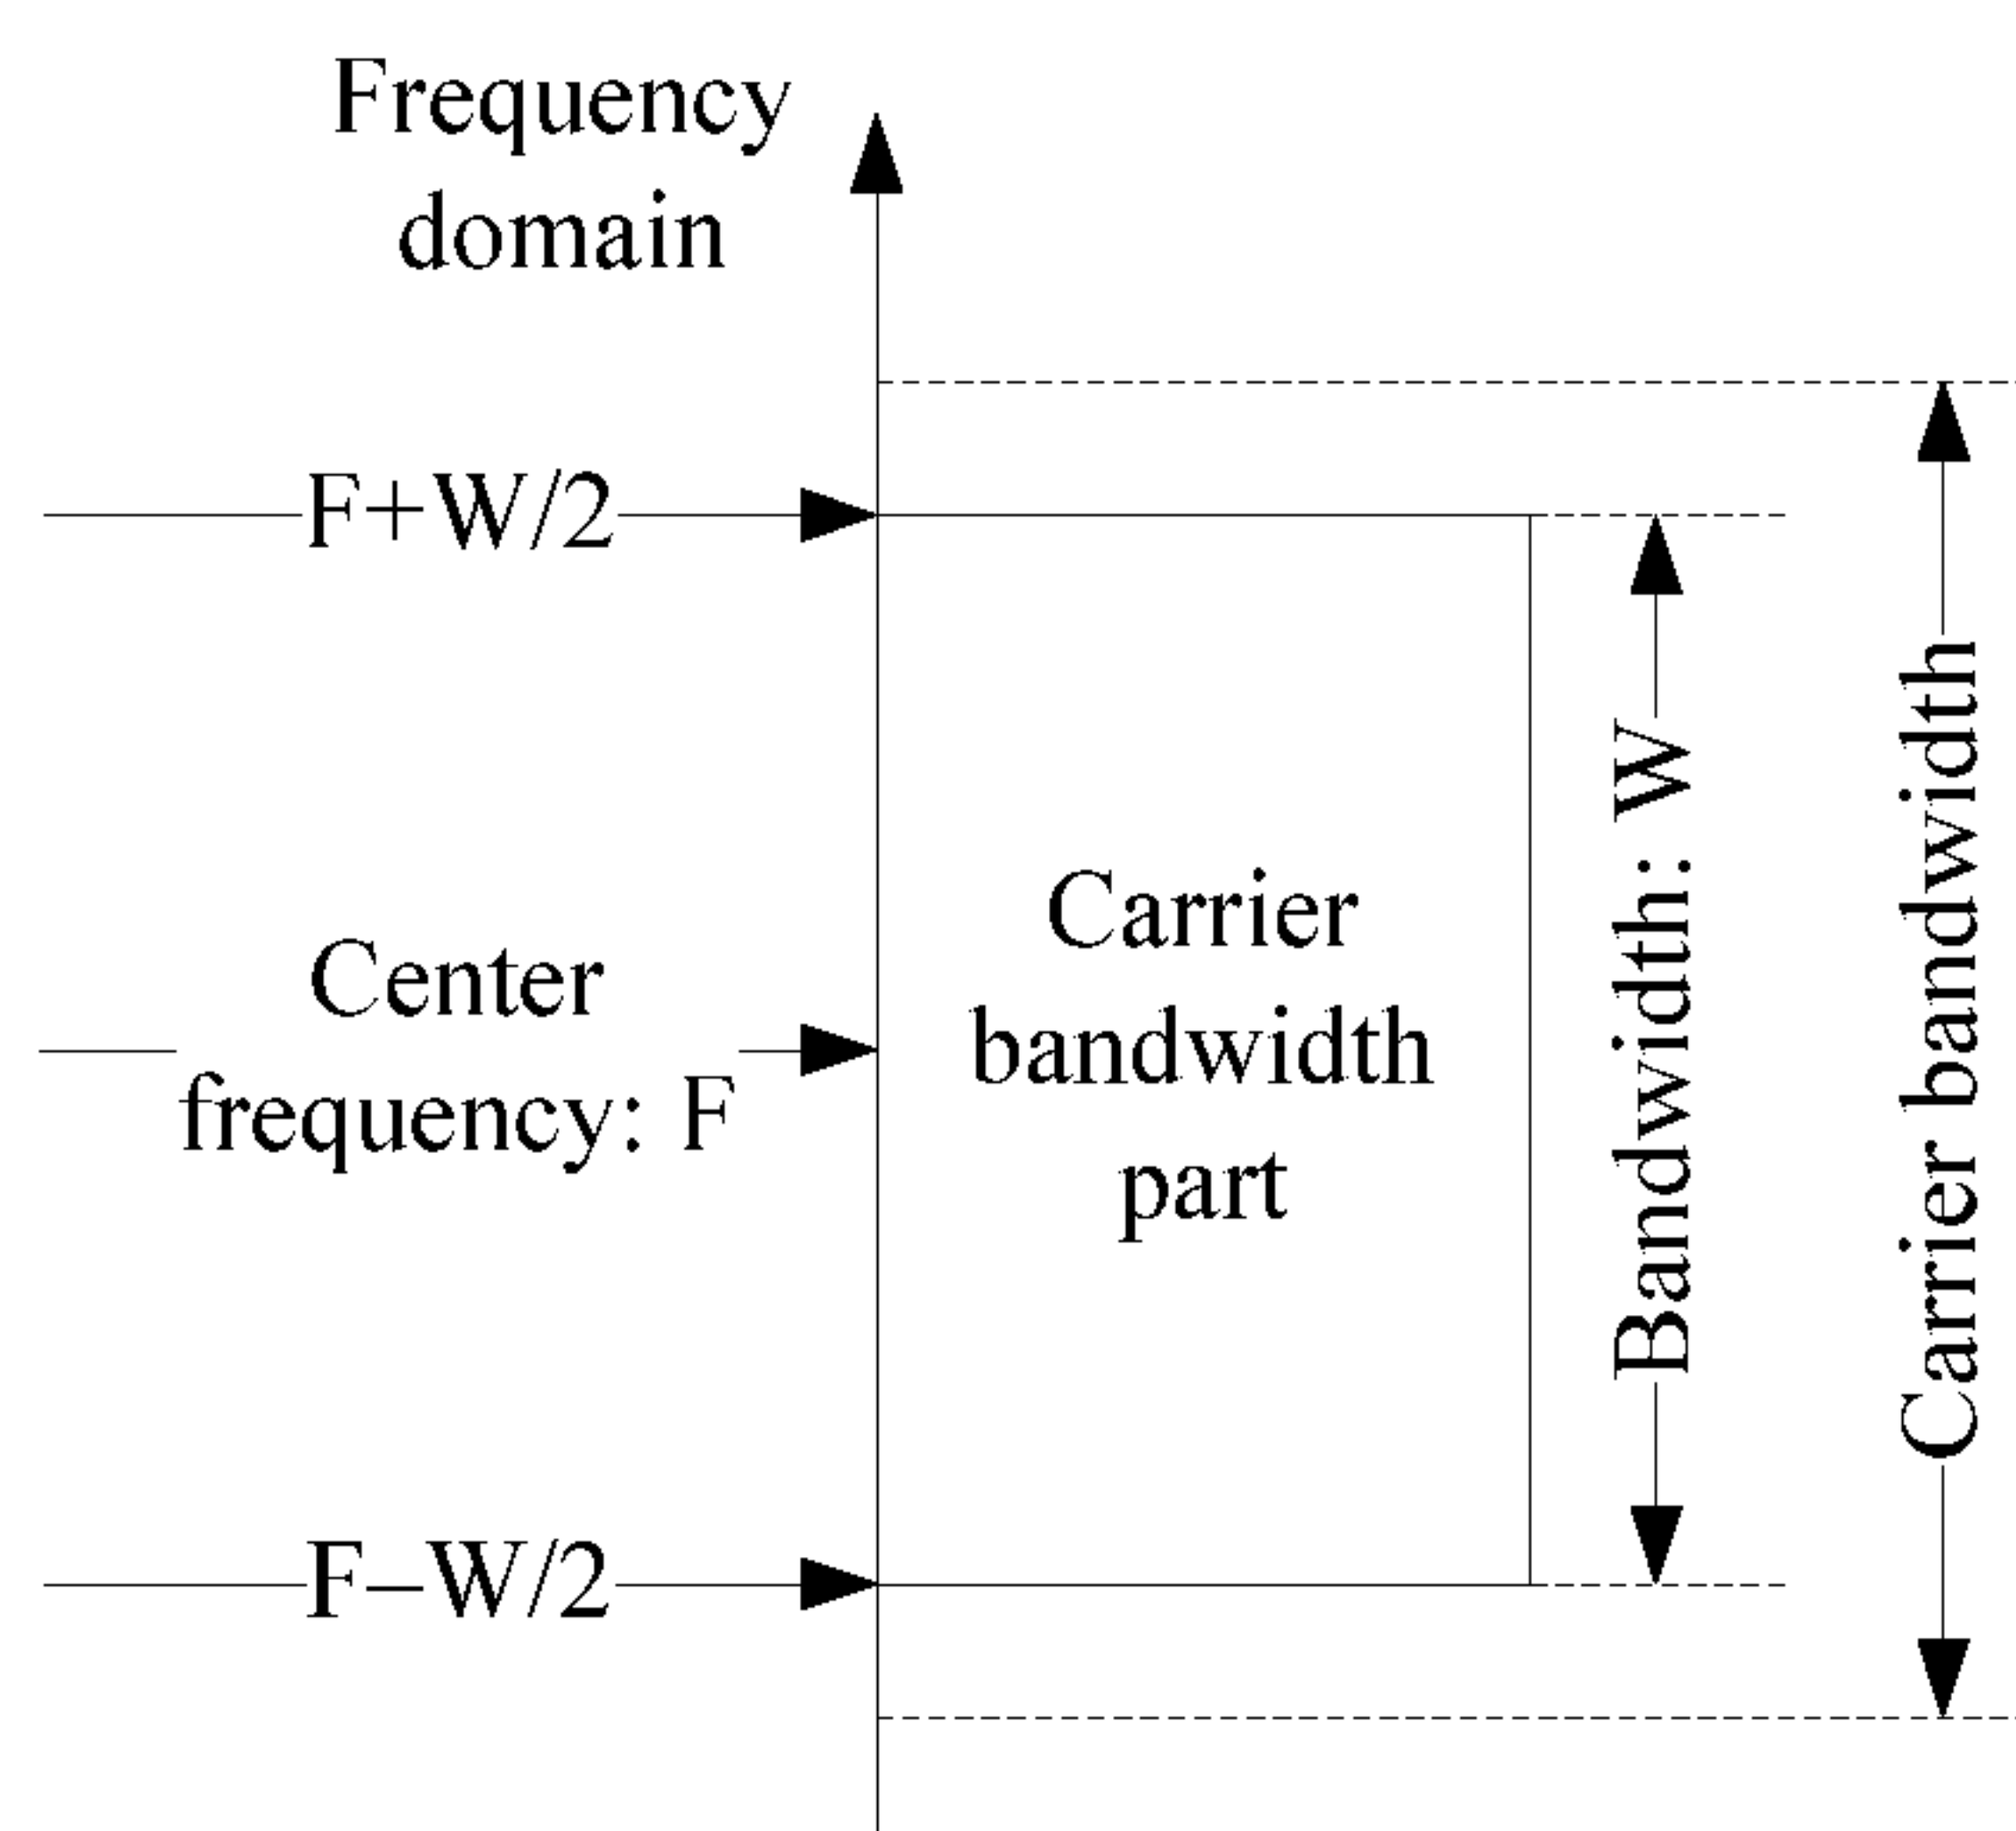 Frequency
domain
F+W/2
Center
frequency: F
F−W/2
Carrier
bandwidth
part
Bandwidth: W
Carrier bandwidth